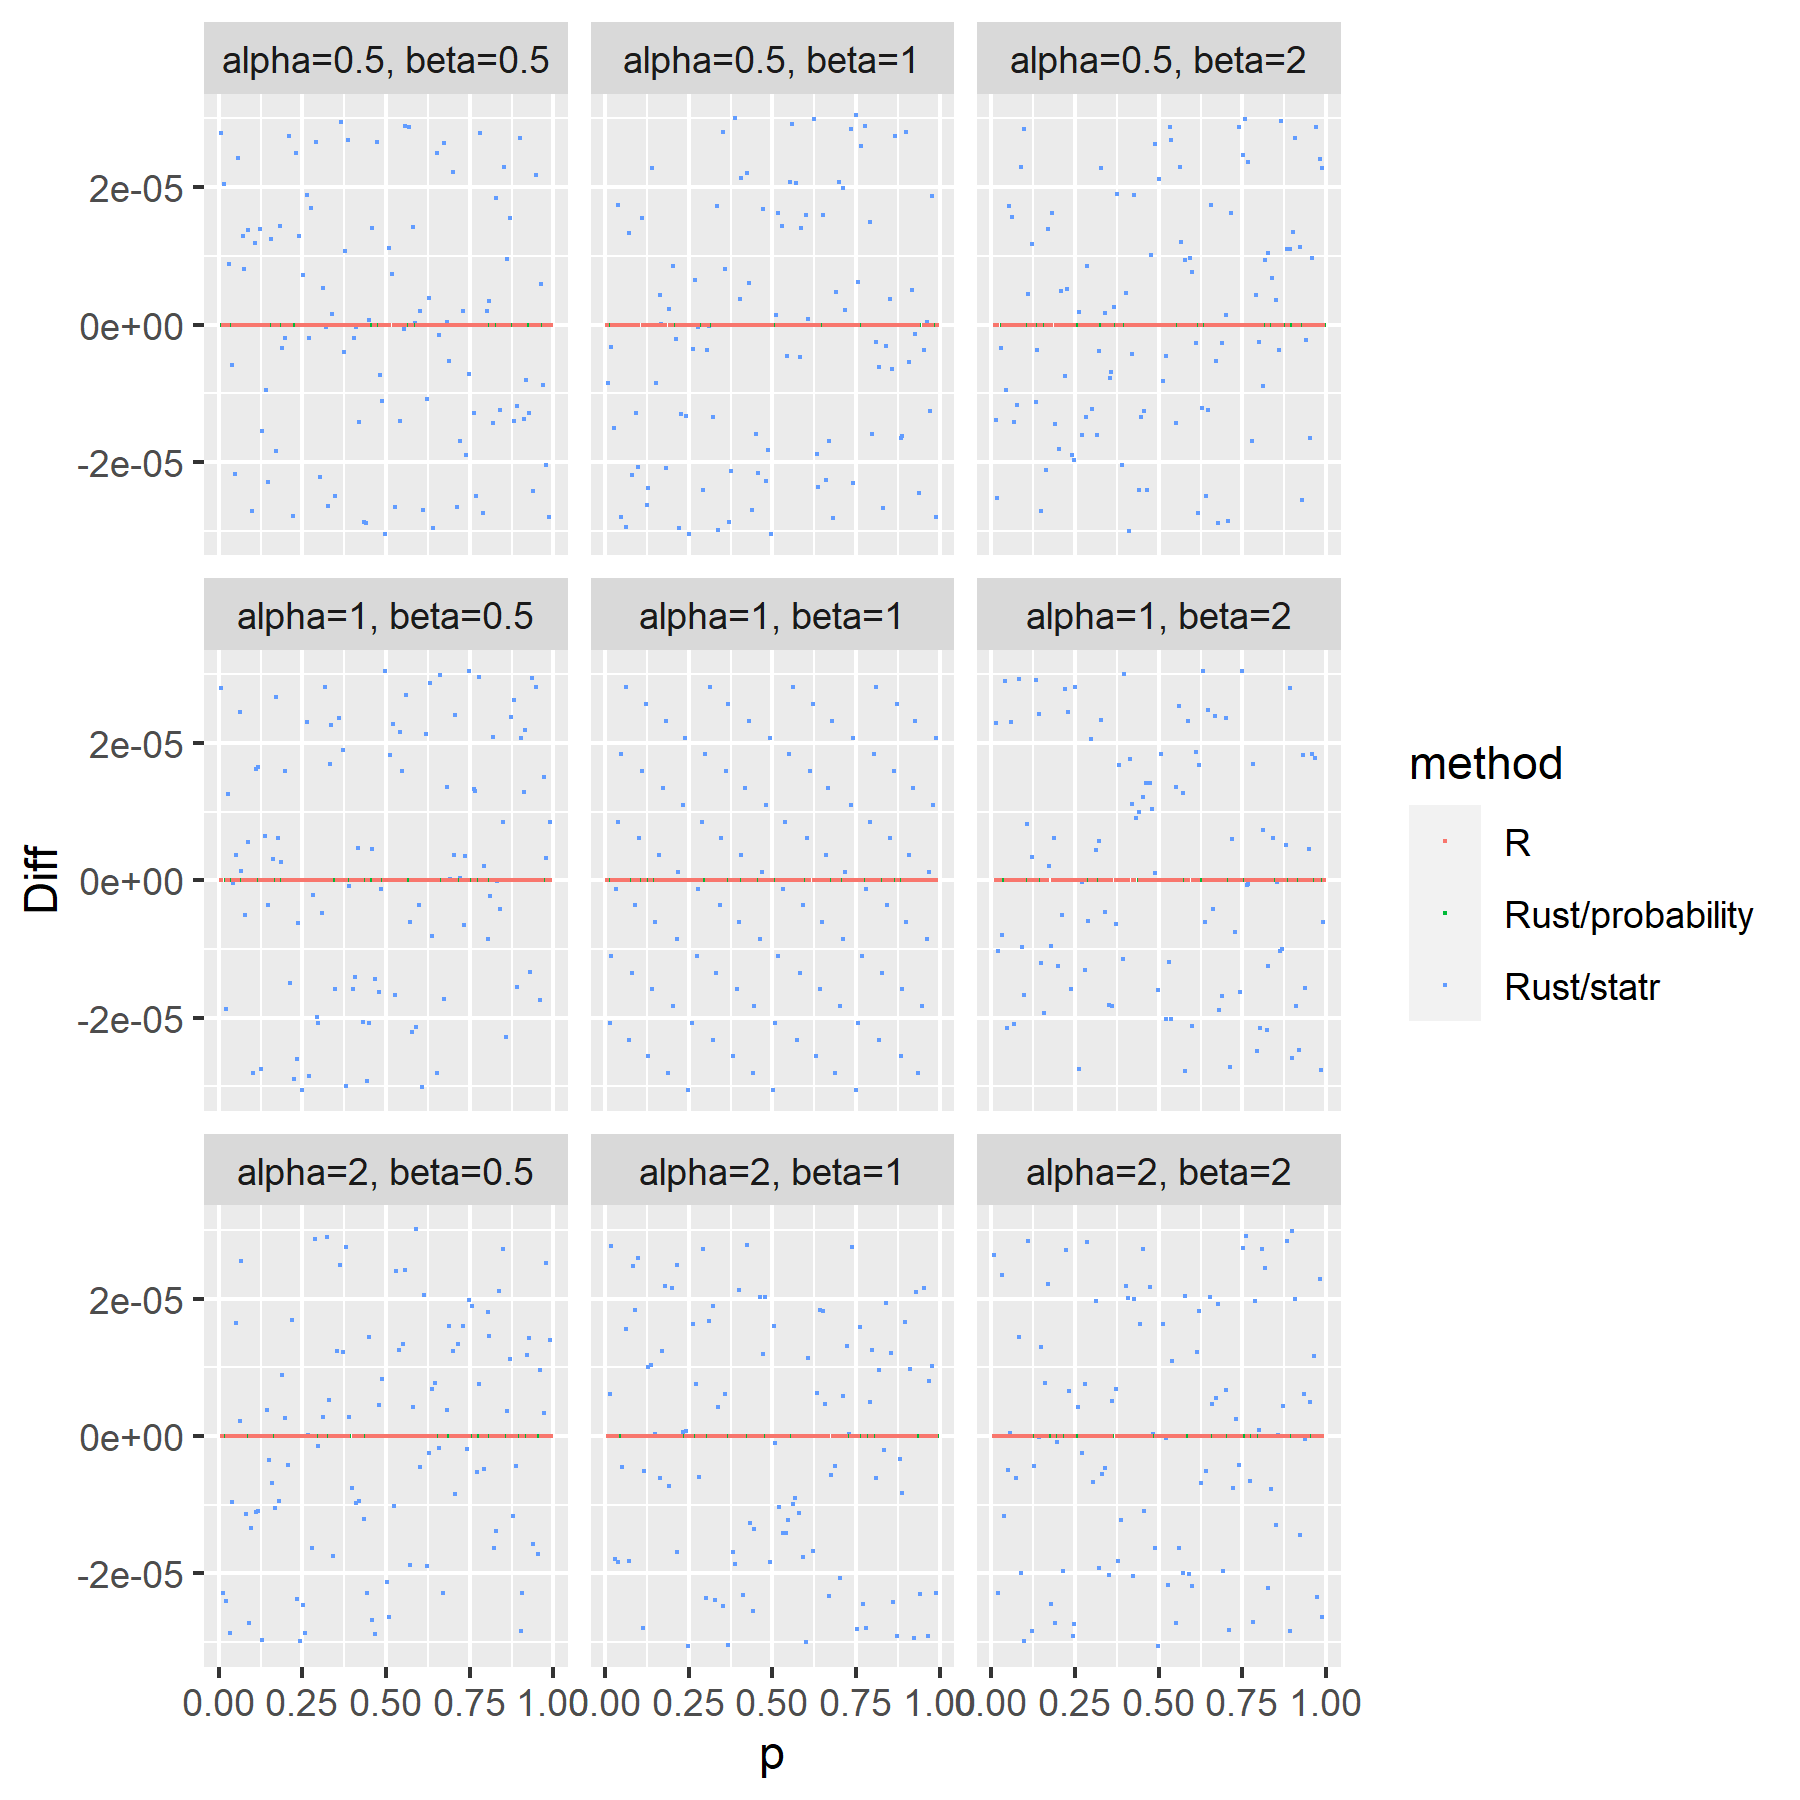 alpha=0.5, beta=0.5
alpha=0.5, beta=1
alpha=0.5, beta=2
2e-05
0e+00
-2e-05
alpha=1, beta=0.5
alpha=1, beta=1
alpha=1, beta=2
2e-05
0e+00
-2e-05
Diff
method
R
Rust/probability
Rust/statr
alpha=2, beta=0.5
alpha=2, beta=1
alpha=2, beta=2
2e-05
0e+00
-2e-05
0.00 0.25 0.50 0.75 1.00
0.00 0.25 0.50 0.75 1.00
0.00 0.25 0.50 0.75 1.00
p